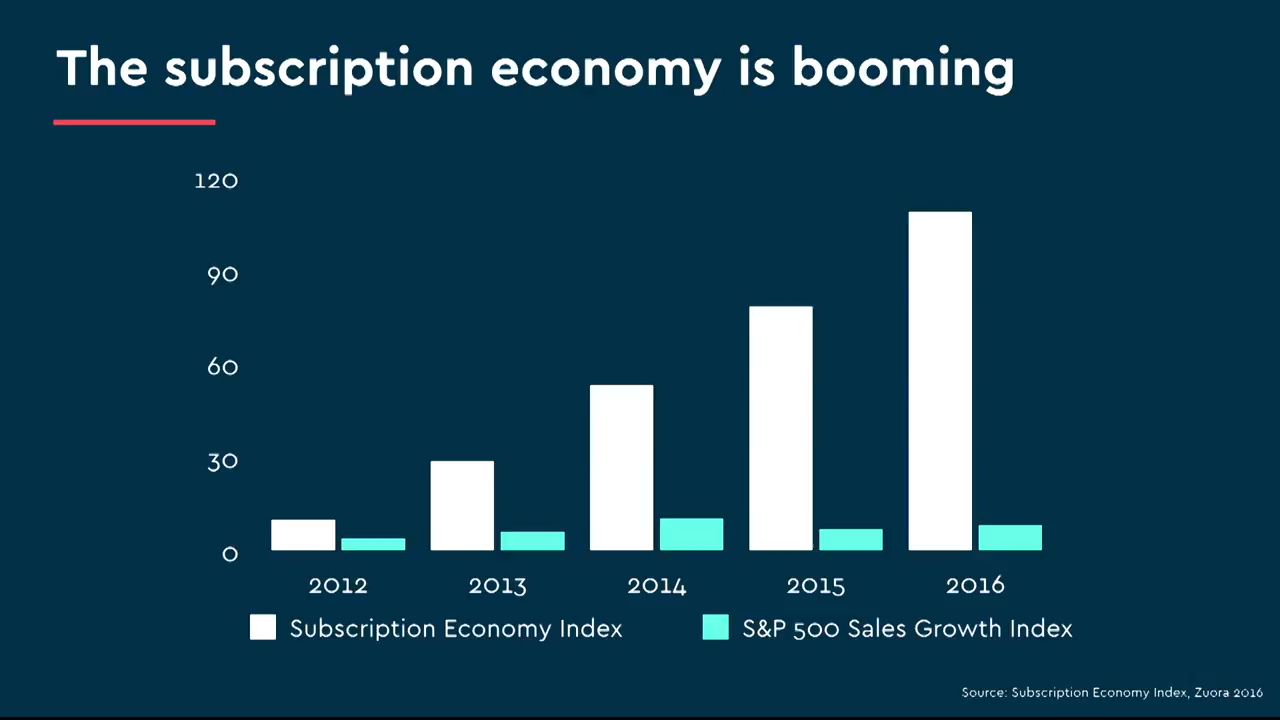 The subscription economy is booming
120
90
60
30
0
2012 2013 2014 2015 2016
Subscription Economy Index S&P 500 Sales Growth Index
Source: Subscription Economy Index, Zuora 2016